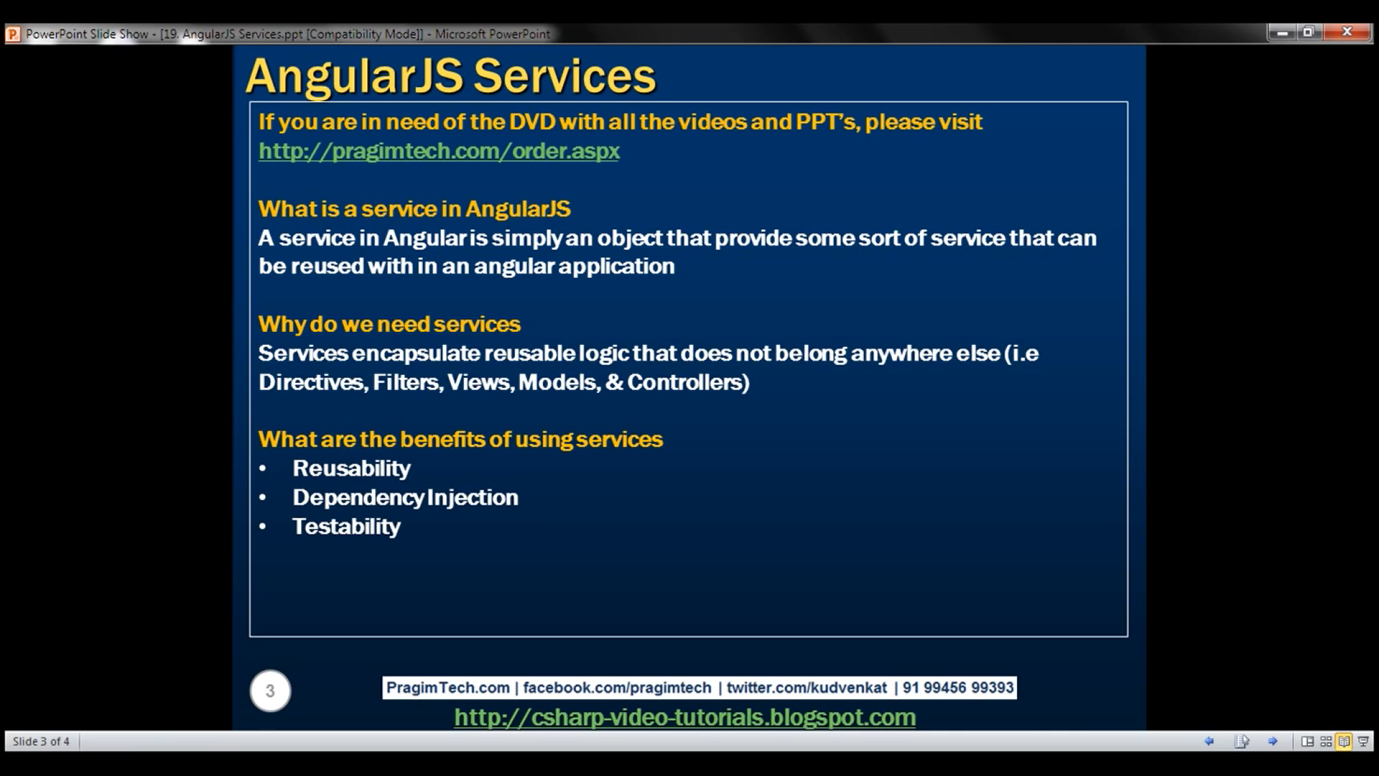 PowerPoint Slide Show - [19. AngularJS Services.ppt [Compatibility Mode]] - Microsoft PowerPoint
AngularJS Services
If you are in need of the DVD with all the videos and PPT's, please visit
http://pragimtech.com/order.aspx
What is a service in AngularJS
A service in Angular is simply an object that provide some sort of service that can
be reused with in an angular application
Why do we need services
Services encapsulate reusable logic that does not belong anywhere else (i.e
Directives, Filters, Views, Models, & Controllers)
What are the benefits of using services
• Reusability
• Dependency Injection
• Testability
3
PragimTech.com | facebook.com/pragimtech | twitter.com/kudvenkat | 91 99456 99393
http://csharp-video-tutorials.blogspot.com
Slide 3 of 4